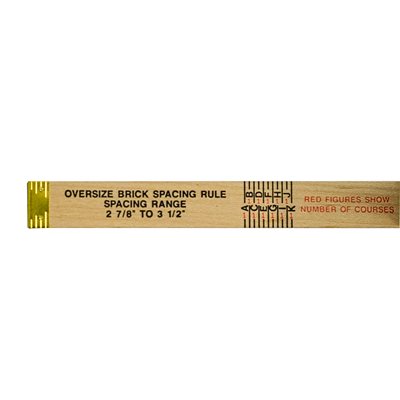 OVERSIZE BRICK SPACING RULE
SPACING RANGE
2 7/8" TO 3 1/2"
B D F H J
A C E G I K
RED FIGURES SHOW
NUMBER OF COURSES